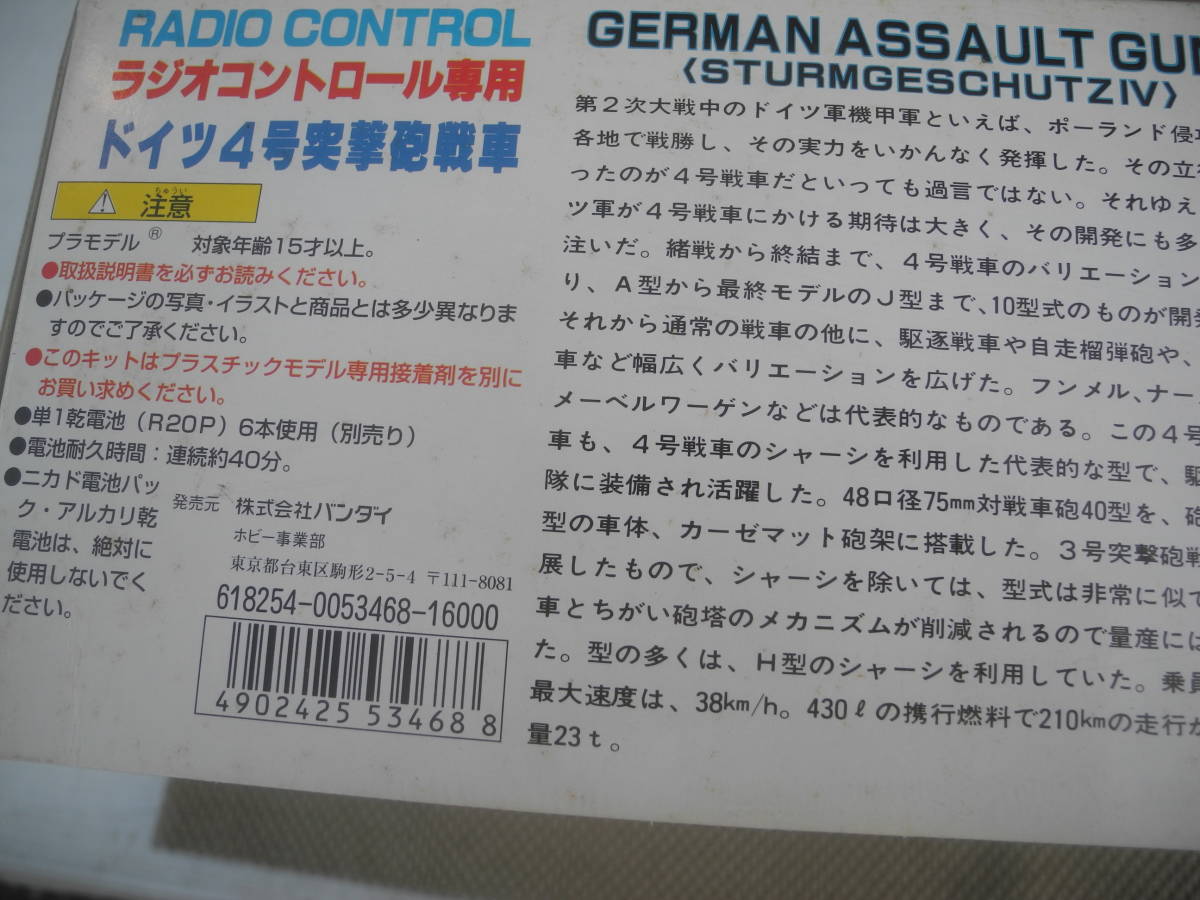 RADIO CONTROL
ラジオコントロール専用
ドイツ4号突撃砲戦車
ちゅうい
注意
プラモデル® 対象年齢15才以上。
●取扱説明書を必ずお読みください。
●パッケージの写真・イラストと商品とは多少異なりま
すのでご了承ください。
●このキットはプラスチックモデル専用接着剤を別に
お買い求めください。
●単1乾電池（R20P）6本使用（別売り）
●電池耐久時間：連続約40分。
●ニカド電池パッ
ク・アルカリ乾
電池は、絶対に
使用しないでく
ださい。
発売元 株式会社バンダイ
ホビー事業部
東京都台東区駒形2-5-4 〒111-8081
618254-0053468-16000
4902425 534688
GERMAN ASSAULT GU
〈STURMGESCHUTZIV〉
第2次大戦中のドイツ軍機甲軍といえば、ポーランド侵
各地で戦勝し、その実力をいかんなく発揮した。その立
ったのが4号戦車だといっても過言ではない。それゆえ
ツ軍が4号戦車にかける期待は大きく、その開発にも多
注いだ。緒戦から終結まで、4号戦車のバリエーション
り、A型から最終モデルのJ型まで、10型式のものが開
それから通常の戦車の他に、駆逐戦車や自走榴弾砲や、
車など幅広くバリエーションを広げた。フンメル、ナー
メーベルワーゲンなどは代表的なものである。この4号
車も、4号戦車のシャーシを利用した代表的な型で、駆
隊に装備され活躍した。48口径75mm対戦車砲40型を、
型の車体、カーゼマット砲架に搭載した。3号突撃砲
展したもので、シャーシを除いては、型式は非常に似て
車とちがい砲塔のメカニズムが削減されるので量産には
た。型の多くは、H型のシャーシを利用していた。乗員
最大速度は、38km/h。430ℓの携行燃料で210kmの走行が
量23t。